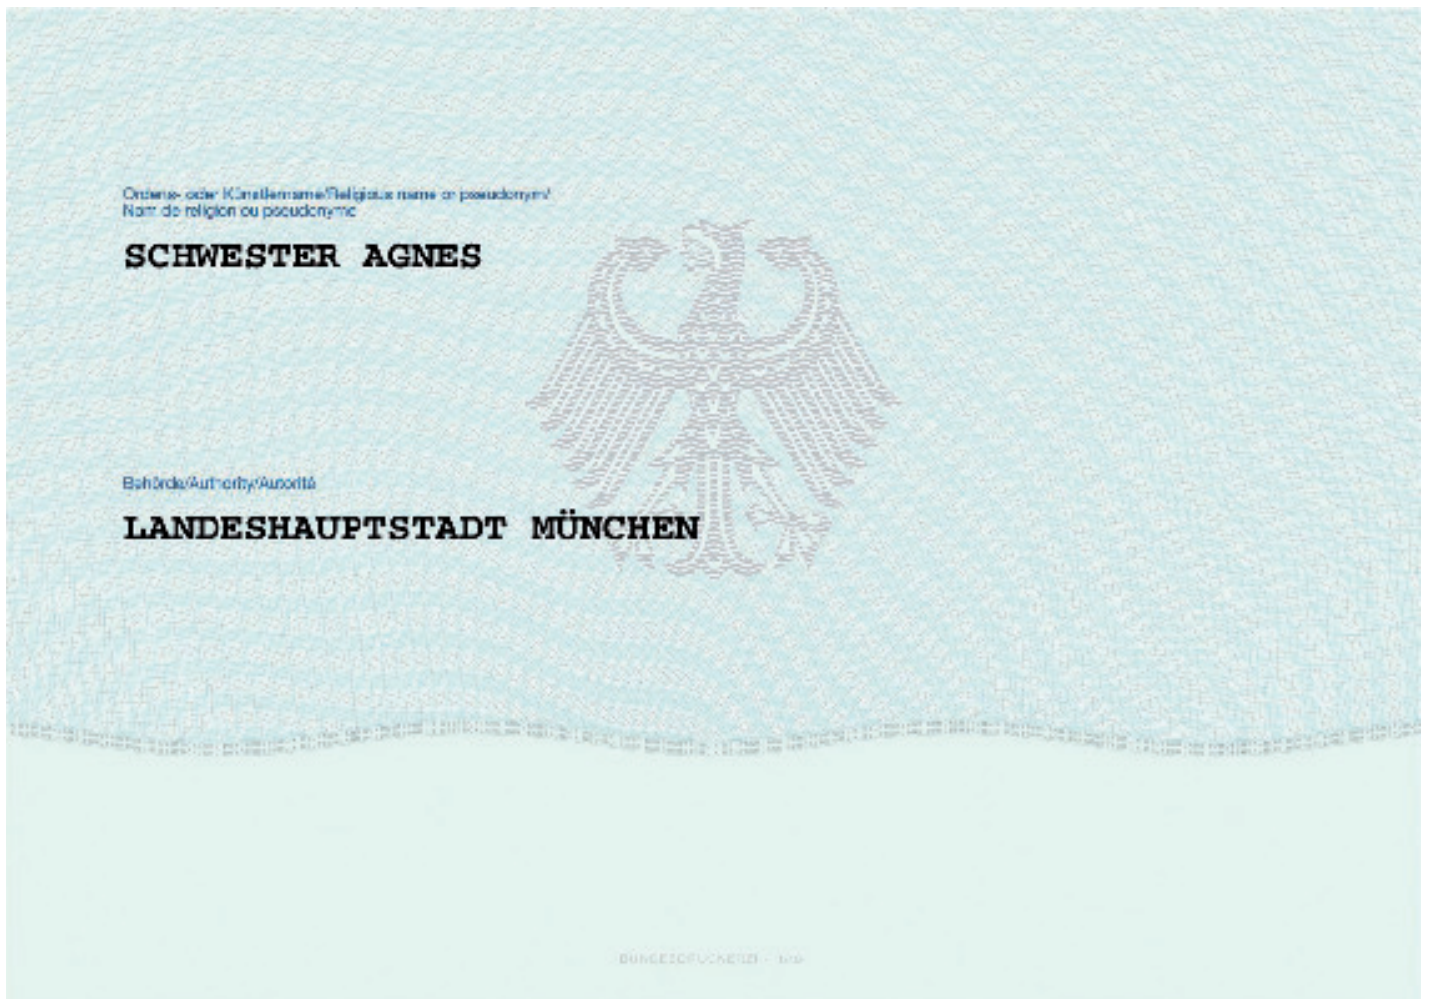 Ordens- oder Künstlername/Religious name or pseudonym/
Nom de religion ou pseudonyme
SCHWESTER AGNES
Behörde/Authority/Autorité
LANDESHAUPTSTADT MÜNCHEN
BUNDESDRUCKEREI